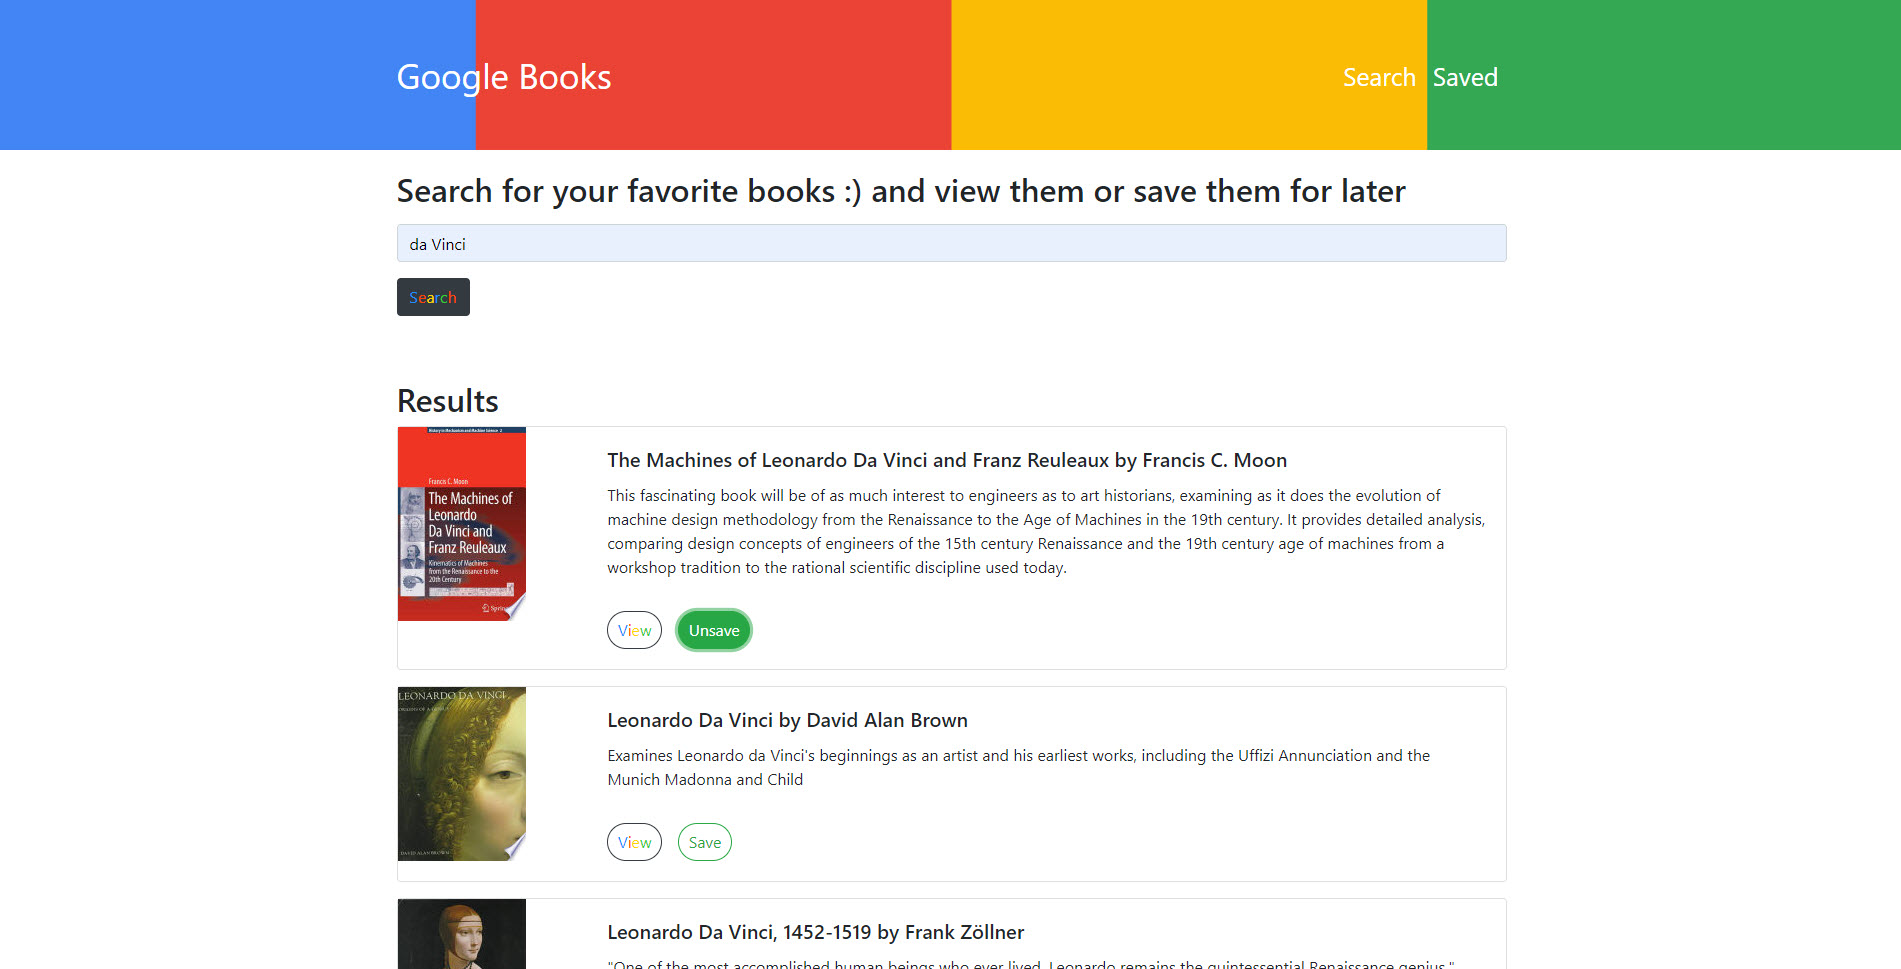 Google Books
Search Saved
Search for your favorite books :) and view them or save them for later
da Vinci
Search
Results
History of Mechanism and Machine Science 2
Francis C. Moon
The Machines of
Leonardo
Da Vinci and
Franz Reuleaux
Kinematics of Machines
from the Renaissance to the
20th Century
The Machines of Leonardo Da Vinci and Franz Reuleaux by Francis C. Moon
This fascinating book will be of as much interest to engineers as to art historians, examining as it does the evolution of
machine design methodology from the Renaissance to the Age of Machines in the 19th century. It provides detailed analysis,
comparing design concepts of engineers of the 15th century Renaissance and the 19th century age of machines from a
workshop tradition to the rational scientific discipline used today.
View Unsave
LEONARDO DA VINCI
DAVID ALAN BROWN
Leonardo Da Vinci by David Alan Brown
Examines Leonardo da Vinci's beginnings as an artist and his earliest works, including the Uffizi Annunciation and the
Munich Madonna and Child
View Save
Leonardo Da Vinci, 1452-1519 by Frank Zöllner
"One of the most accomplished human beings who ever lived, Leonardo remains the quintessential Renaissance genius."